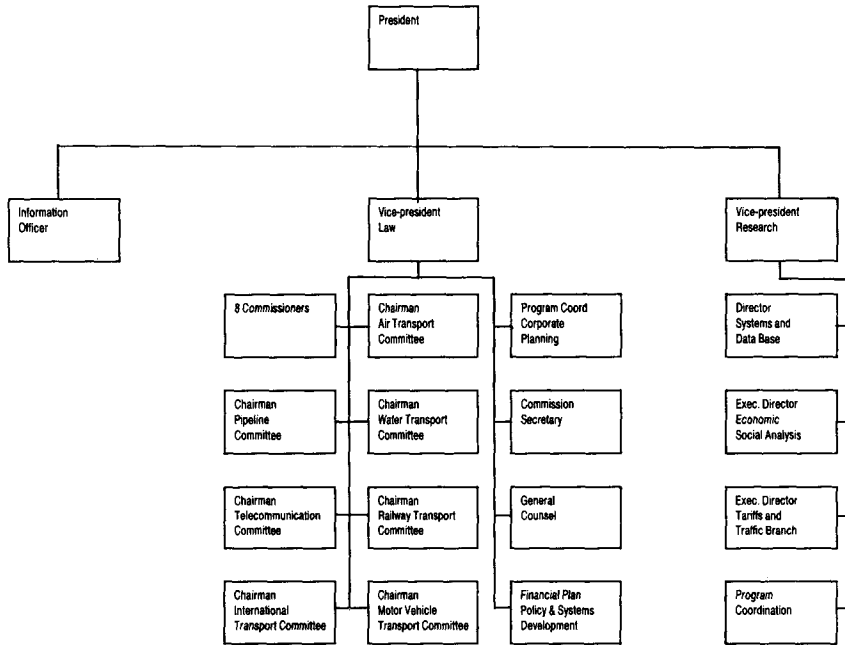 President
Information
Officer
Vice-president
Law
Vice-president
Research
8 Commissioners
Chairman
Air Transport
Committee
Program Coord
Corporate
Planning
Director
Systems and
Data Base
Chairman
Pipeline
Committee
Chairman
Water Transport
Committee
Commission
Secretary
Exec. Director
Economic
Social Analysis
Chairman
Telecommunication
Committee
Chairman
Railway Transport
Committee
General
Counsel
Exec. Director
Tariffs and
Traffic Branch
Chairman
International
Transport Committee
Chairman
Motor Vehicle
Transport Committee
Financial Plan
Policy & Systems
Development
Program
Coordination